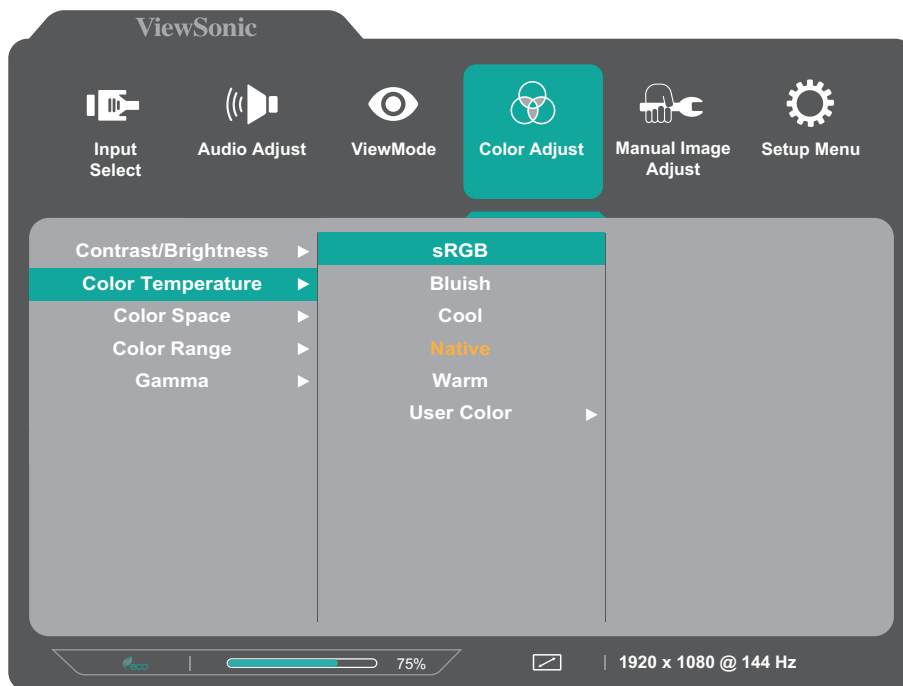 ViewSonic
Input Select
Audio Adjust
ViewMode
Color Adjust
Manual Image Adjust
Setup Menu
Contrast/Brightness
Color Temperature
Color Space
Color Range
Gamma
sRGB
Bluish
Cool
Native
Warm
User Color
eco
75%
1920 x 1080 @ 144 Hz